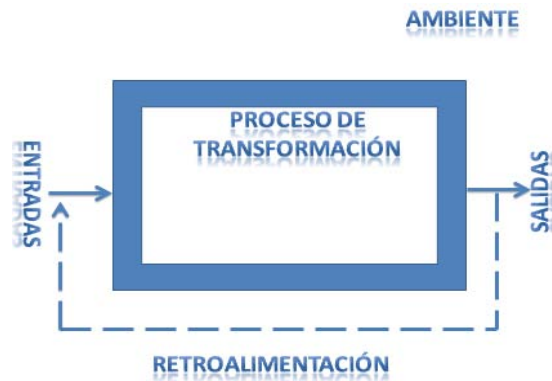 AMBIENTE
PROCESO DE
TRANSFORMACIÓN
ENTRADAS
SALIDAS
RETROALIMENTACIÓN